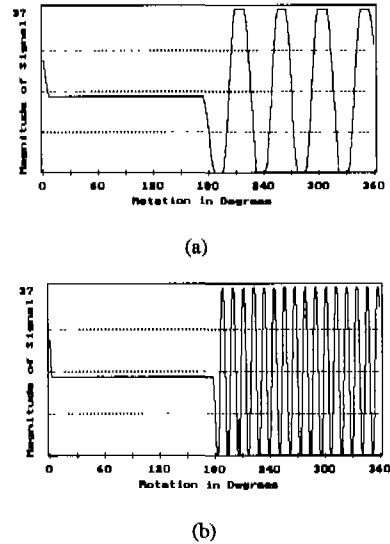 37
Magnitude of Signal
0 60 120 180 240 300 360
Rotation in Degrees
(a)
37
Magnitude of Signal
0 60 120 180 240 300 360
Rotation in Degrees
(b)